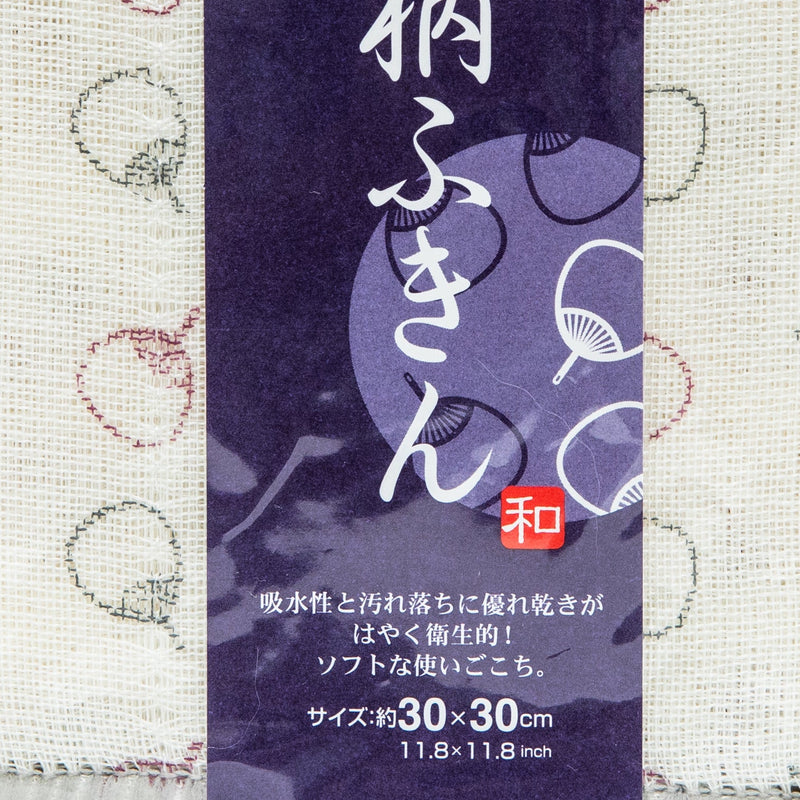 柄ふきん
和
吸水性と汚れ落ちに優れ乾きが
はやく衛生的!
ソフトな使いごこち。
サイズ:約30×30cm
11.8×11.8 inch